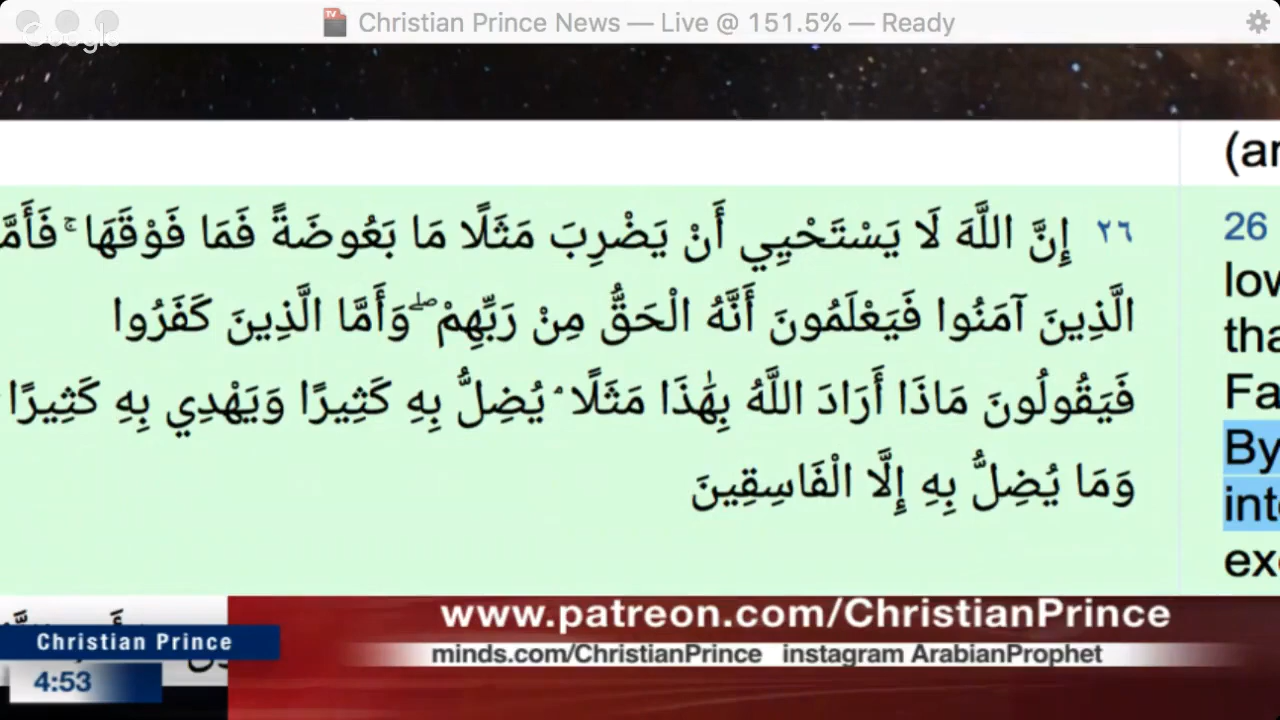 Christian Prince News — Live @ 151.5% — Ready
Google
(ar
٢٦ إِنَّ اللَّهَ لَا يَسْتَحْيِي أَنْ يَضْرِبَ مَثَلًا مَا بَعُوضَةً فَمَا فَوْقَهَا ۚ فَأَمَّ
الَّذِينَ آمَنُوا فَيَعْلَمُونَ أَنَّهُ الْحَقُّ مِنْ رَبِّهِمْ ۖ وَأَمَّا الَّذِينَ كَفَرُوا
فَيَقُولُونَ مَاذَا أَرَادَ اللَّهُ بِهَٰذَا مَثَلًا ۘ يُضِلُّ بِهِ كَثِيرًا وَيَهْدِي بِهِ كَثِيرًا
وَمَا يُضِلُّ بِهِ إِلَّا الْفَاسِقِينَ
26
low
tha
Fa
By
int
exc
www.patreon.com/ChristianPrince
Christian Prince
minds.com/ChristianPrince instagram ArabianProphet
4:53